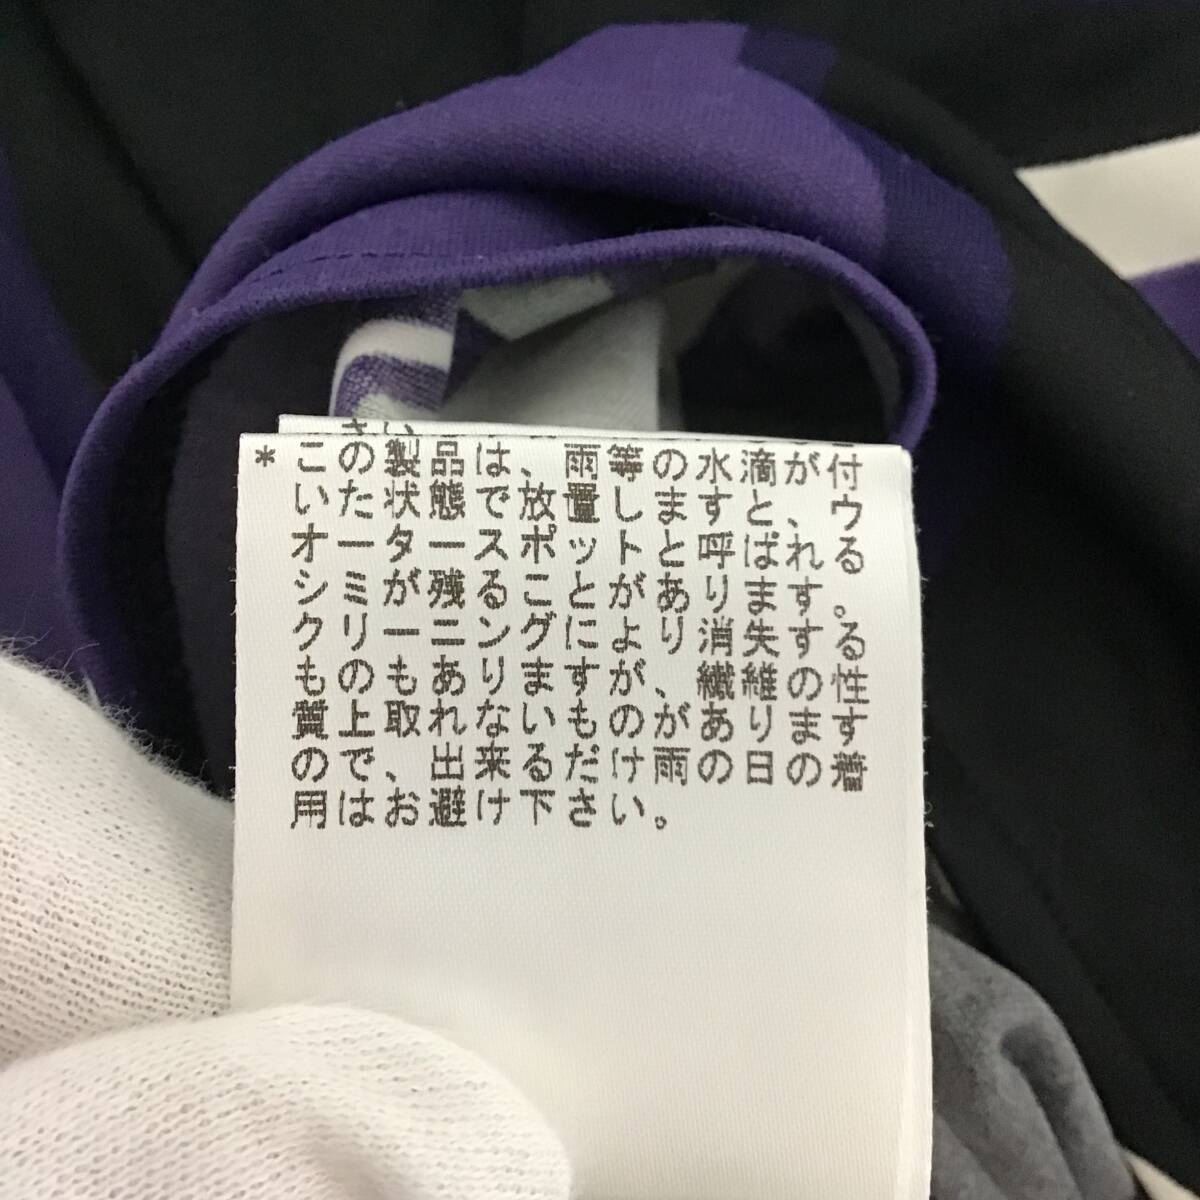 * この製品は、雨等の水滴が付
いた状態で放置しますと、ウ
オータースポットと呼ばれる
シミが残ることがあります。
クリーニングにより消失する
ものもありますが、繊維の性
質上取れないものがあります
ので、出来るだけ雨の日の着
用はお避け下さい。